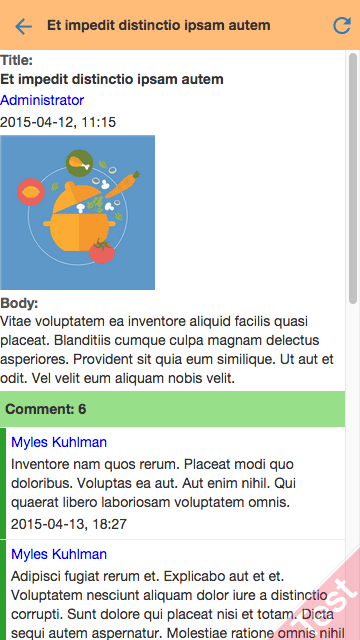 Et impedit distinctio ipsam autem
Title:
Et impedit distinctio ipsam autem
Administrator
2015-04-12, 11:15
Body:
Vitae voluptatem ea inventore aliquid facilis quasi
placeat. Blanditiis cumque culpa magnam delectus
asperiores. Provident sit quia eum similique. Ut aut et
odit. Vel velit eum aliquam nobis velit.
Comment: 6
Myles Kuhlman
Inventore nam quos rerum. Placeat modi quo
doloribus. Voluptas ea aut. Aut enim nihil. Qui
quaerat libero laboriosam voluptatem omnis.
2015-04-13, 18:27
Myles Kuhlman
Adipisci fugiat rerum et. Explicabo aut et et.
Voluptatem nesciunt aliquam dolor iure a distinctio
corrupti. Sunt dolore qui placeat nisi et totam. Dicta
sequi autem aspernatur. Molestiae ratione omnis nihil
Test